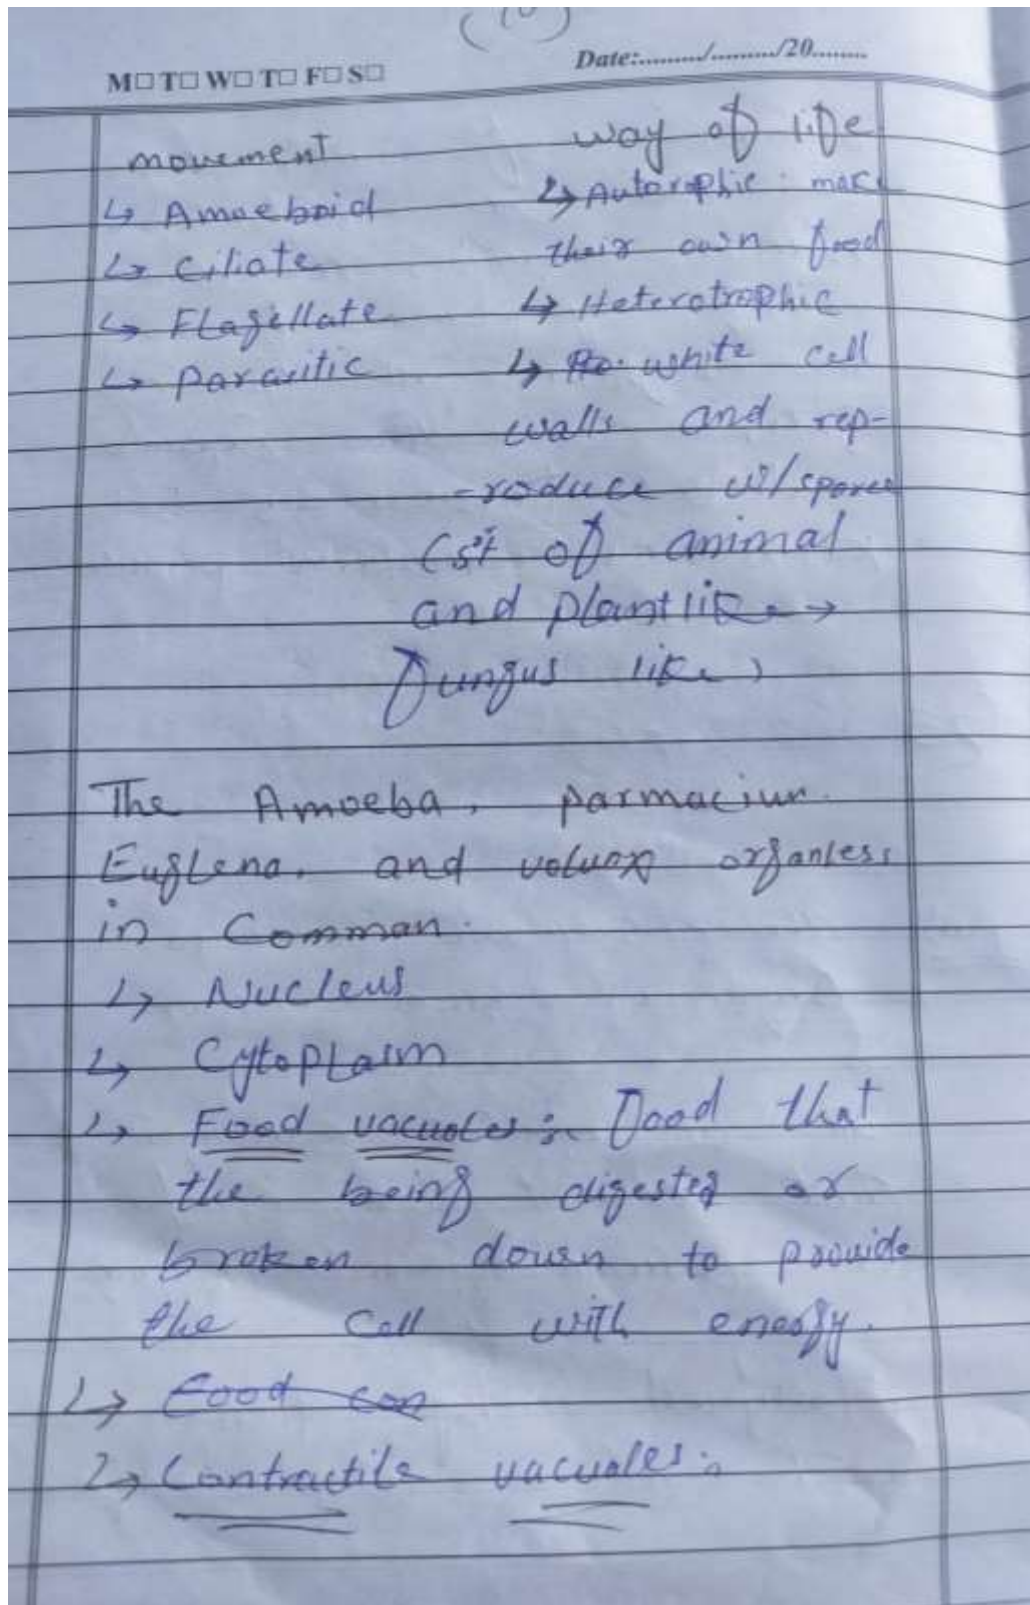 (10)
M□ T□ W□ T□ F□ S□ Date:......../........./20.........
movement way of life
↳ Amoeboid ↳ Autorophic mak
↳ Ciliate their own food
↳ Flagellate ↳ Heterotrophic
↳ Parasitic ↳ white cell
walls and rep-
-roduce w/spores
of animal
and plant like →
fungus like)
The Amoeba, parmacium
Euglena, and volvox organless
in Comman.
↳ Nucleus
↳ Cytoplasm
↳ Food vacuoles:. Food that
the being digested or
broken down to provide
the cell with energy.
↳ Food con
↳ Contractile vacuoles:.